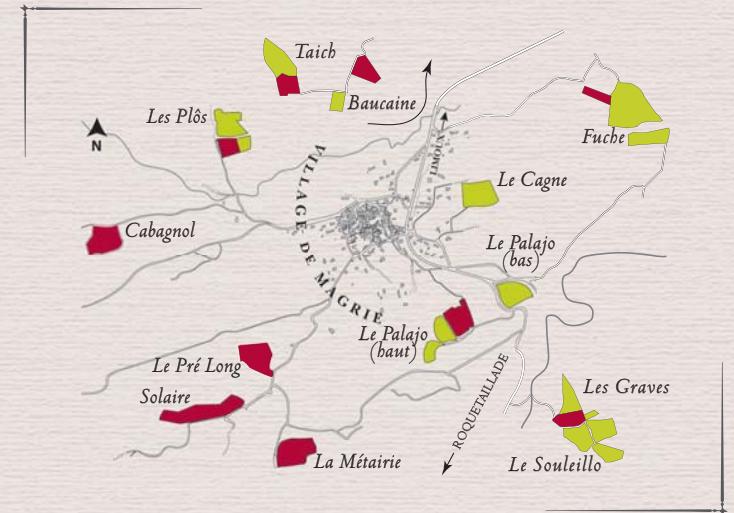 Taich
Baucaine
Les Plôs
N
Fuche
LIMOUX
Le Cagne
Cabagnol
VILLAGE DE MAGRIE
Le Palajo
(bas)
Le Palajo
(haut)
Le Pré Long
Solaire
ROQUETAILLADE
Les Graves
La Métairie
Le Souleillo